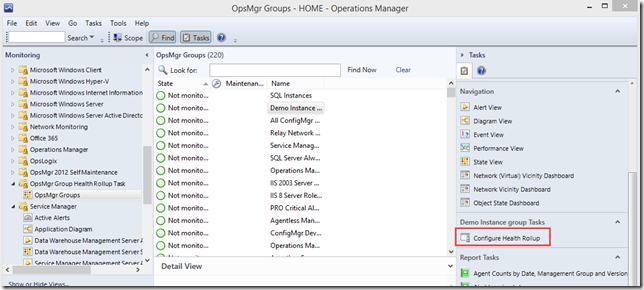 OpsMgr Groups - HOME - Operations Manager
File Edit View Go Tasks Tools Help
Search Scope Find Tasks
Monitoring
Microsoft Windows Client
Microsoft Windows Hyper-V
Microsoft Windows Internet Information
Microsoft Windows Server
Microsoft Windows Server Active Director
Network Monitoring
Office 365
Operations Manager
OpsLogix
OpsMgr 2012 Self Maintenance
OpsMgr Group Health Rollup Task
OpsMgr Groups
Service Manager
Active Alerts
Application Diagram
Data Warehouse Management Server A
Data Warehouse Management Server
Service Manager Management Server A
Show or Hide Views...
OpsMgr Groups (220)
Look for: Find Now Clear
State Maintenan... Name
Not monito... SQL Instances
Not monito... Demo Instance ...
Not monito... All ConfigMgr ...
Not monito... Relay Network ...
Not monito... Service Manag...
Not monito... SQL Server Alw...
Not monito... Operations Ma...
Not monito... IIS 2003 Server ...
Not monito... IIS 8 Server Role...
Not monito... PRO Critical Al...
Not monito... Agentless Man...
Not monito... ConfigMgr Dev...
Not monito... Operations Ma...
Detail View
Tasks
Navigation
Alert View
Diagram View
Event View
Performance View
State View
Network (Virtual) Vicinity Dashboard
Network Vicinity Dashboard
Object State Dashboard
Demo Instance group Tasks
Configure Health Rollup
Report Tasks
Agent Counts by Date, Management Group and Version